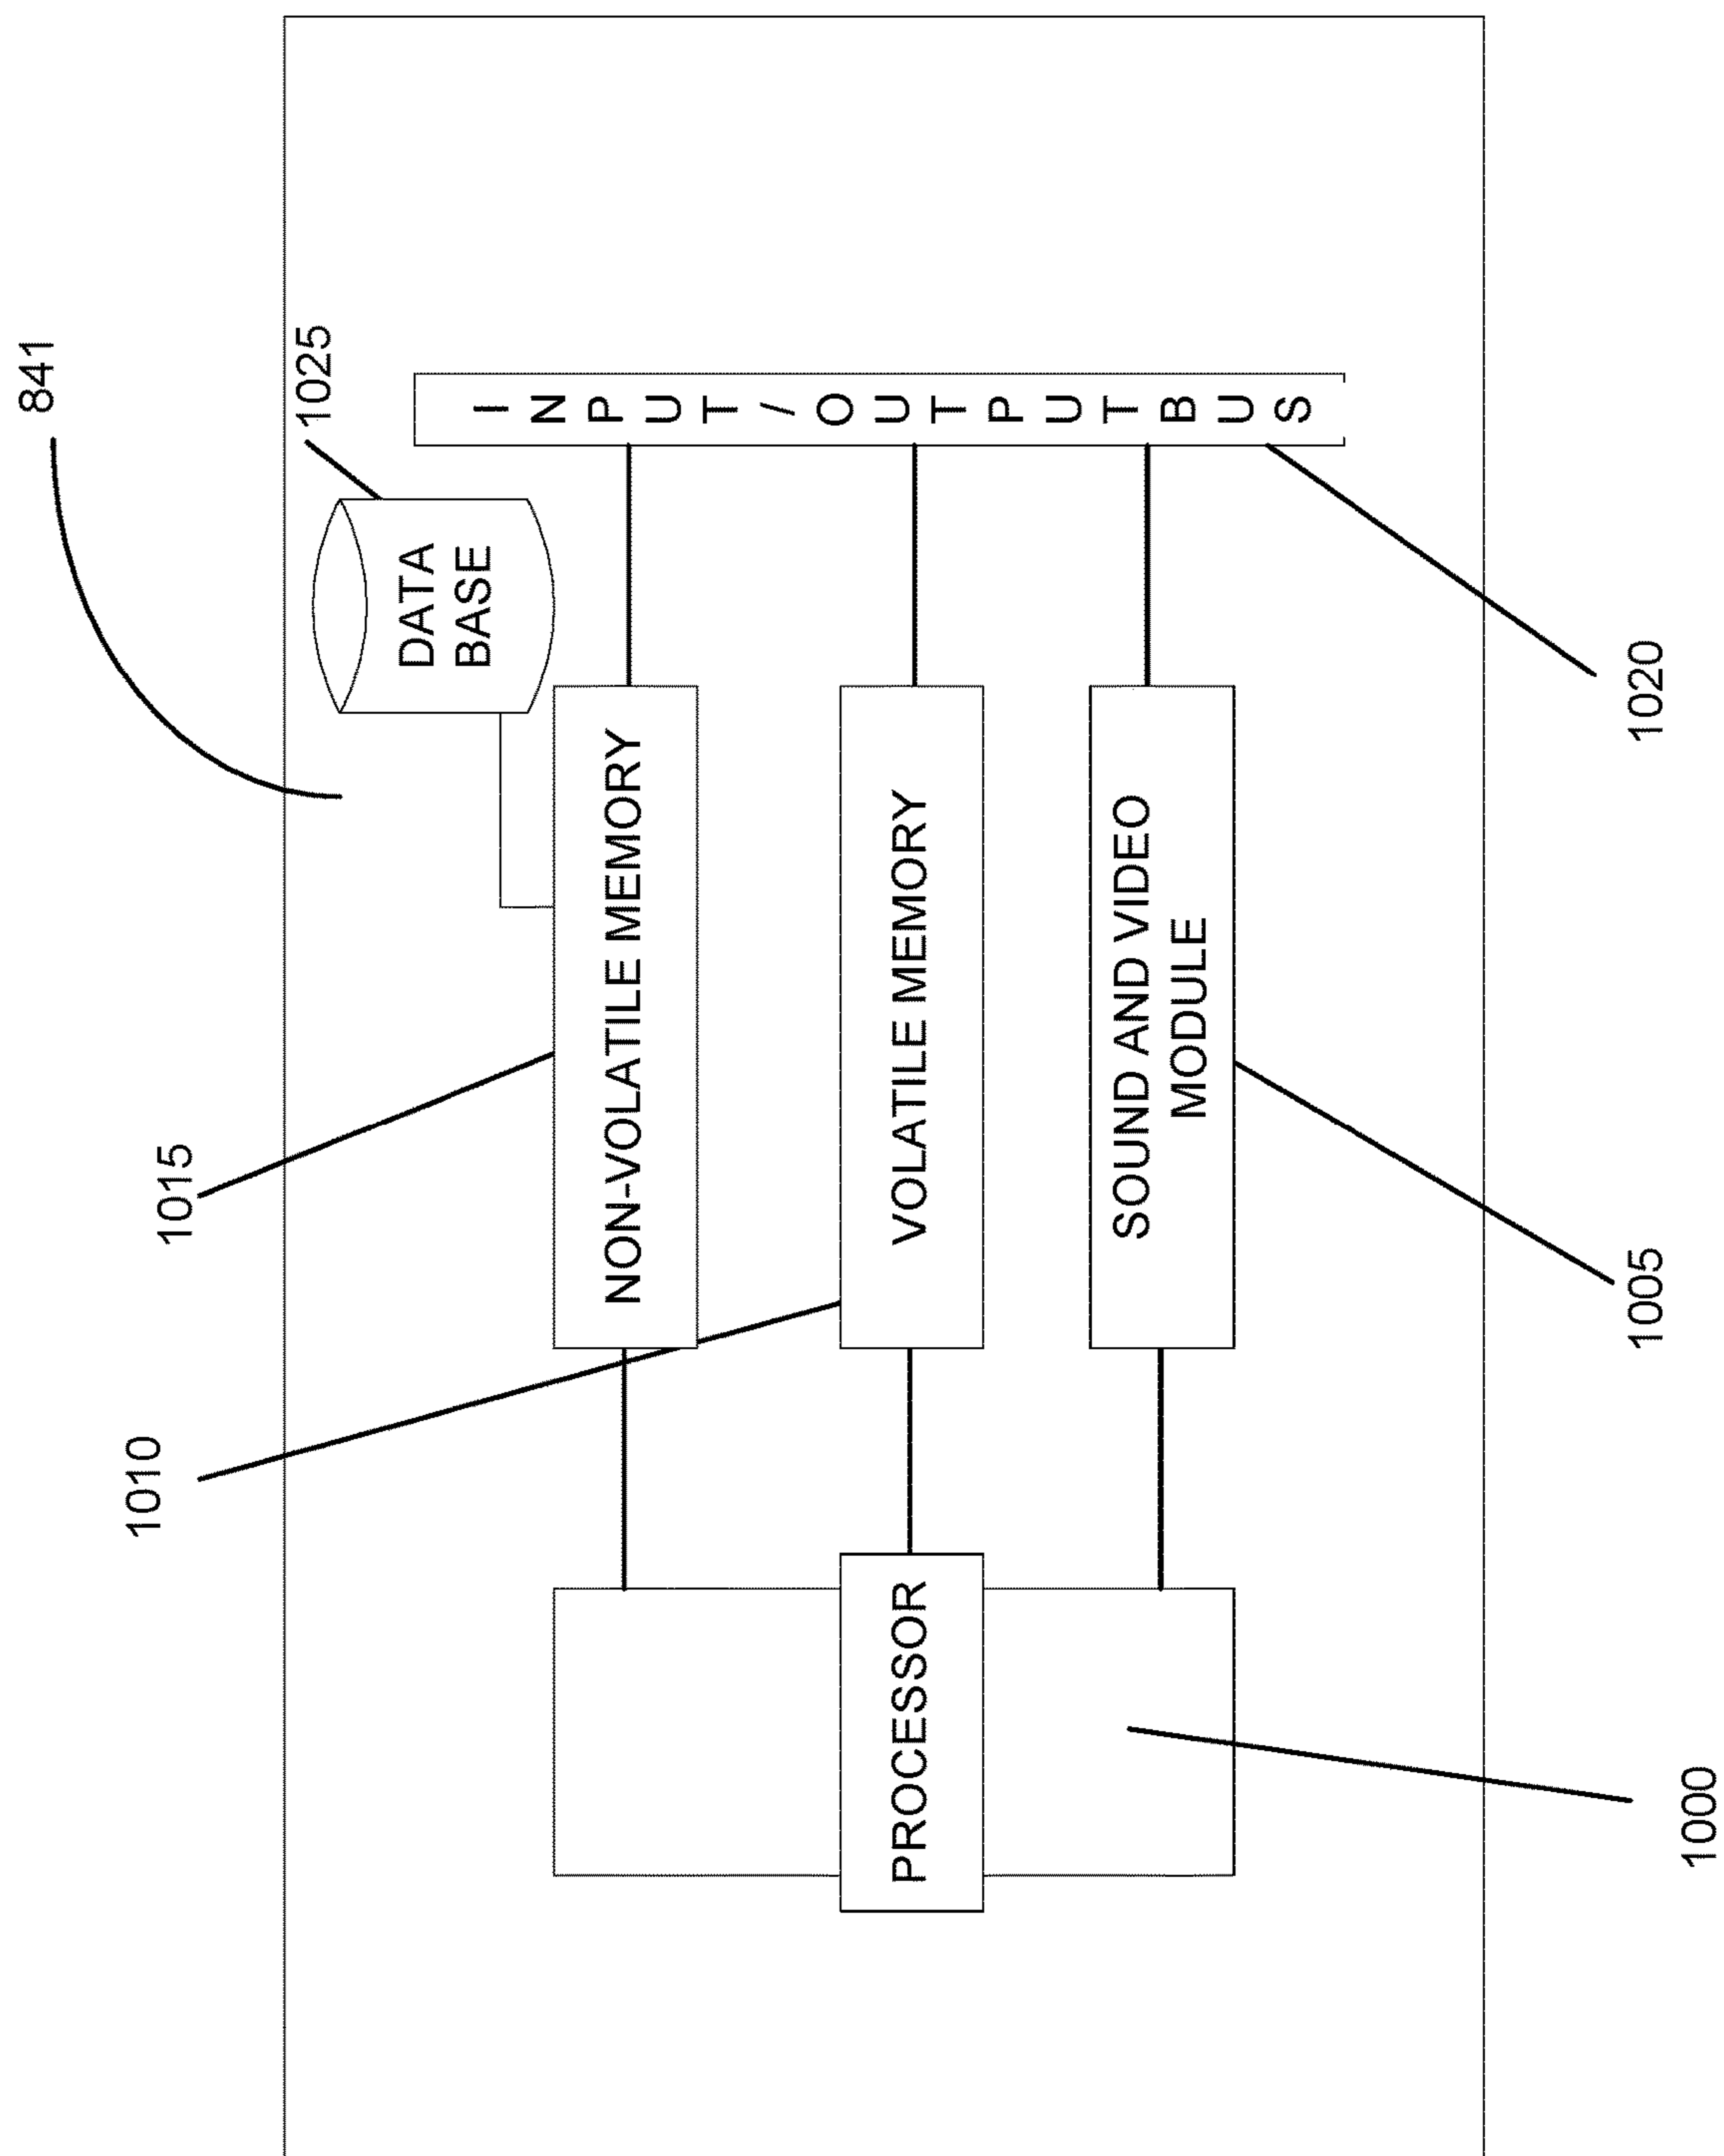 841
1025
DATA
BASE
INPUT/OUTPUT BUS
1015
NON-VOLATILE MEMORY
1010
VOLATILE MEMORY
SOUND AND VIDEO
MODULE
PROCESSOR
1020
1005
1000